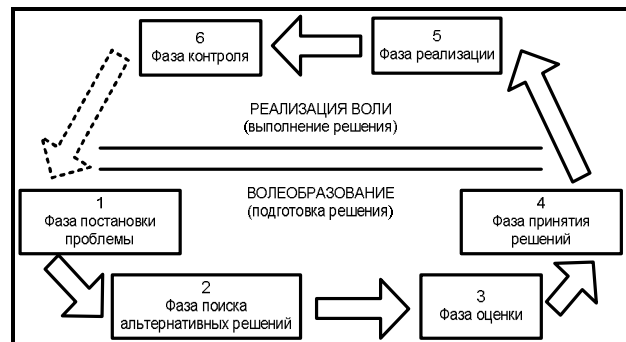 6
Фаза контроля
5
Фаза реализации
РЕАЛИЗАЦИЯ ВОЛИ
(выполнение решения)
ВОЛЕОБРАЗОВАНИЕ
(подготовка решения)
1
Фаза постановки
проблемы
4
Фаза принятия
решений
2
Фаза поиска
альтернативных решений
3
Фаза оценки